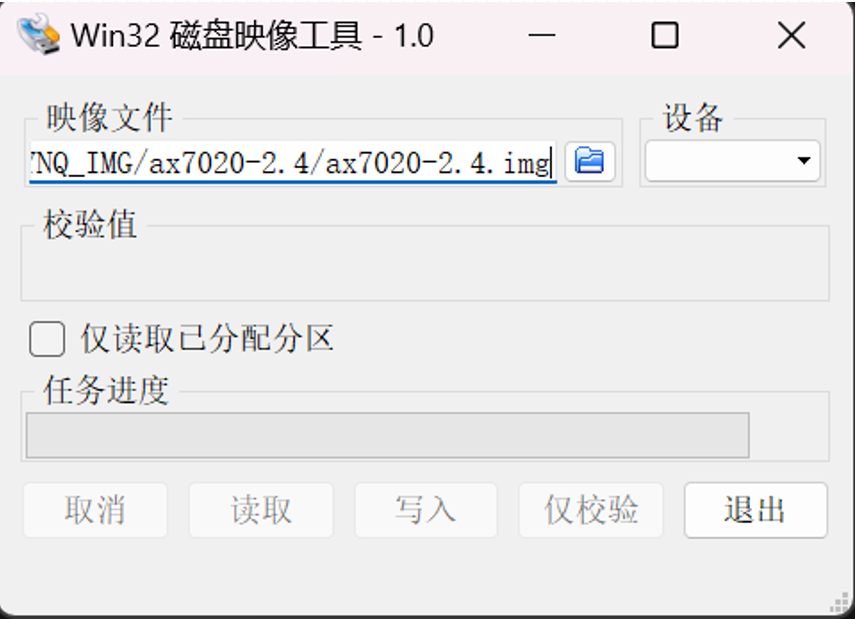 Win32 磁盘映像工具 - 1.0
映像文件
设备
YNQ_IMG/ax7020-2.4/ax7020-2.4.img
校验值
仅读取已分配分区
任务进度
取消 读取 写入 仅校验 退出